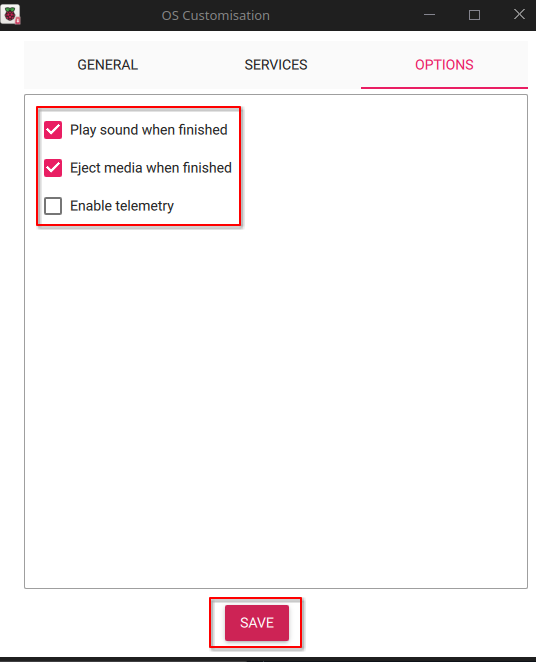 OS Customisation
GENERAL SERVICES OPTIONS
Play sound when finished
Eject media when finished
Enable telemetry
SAVE